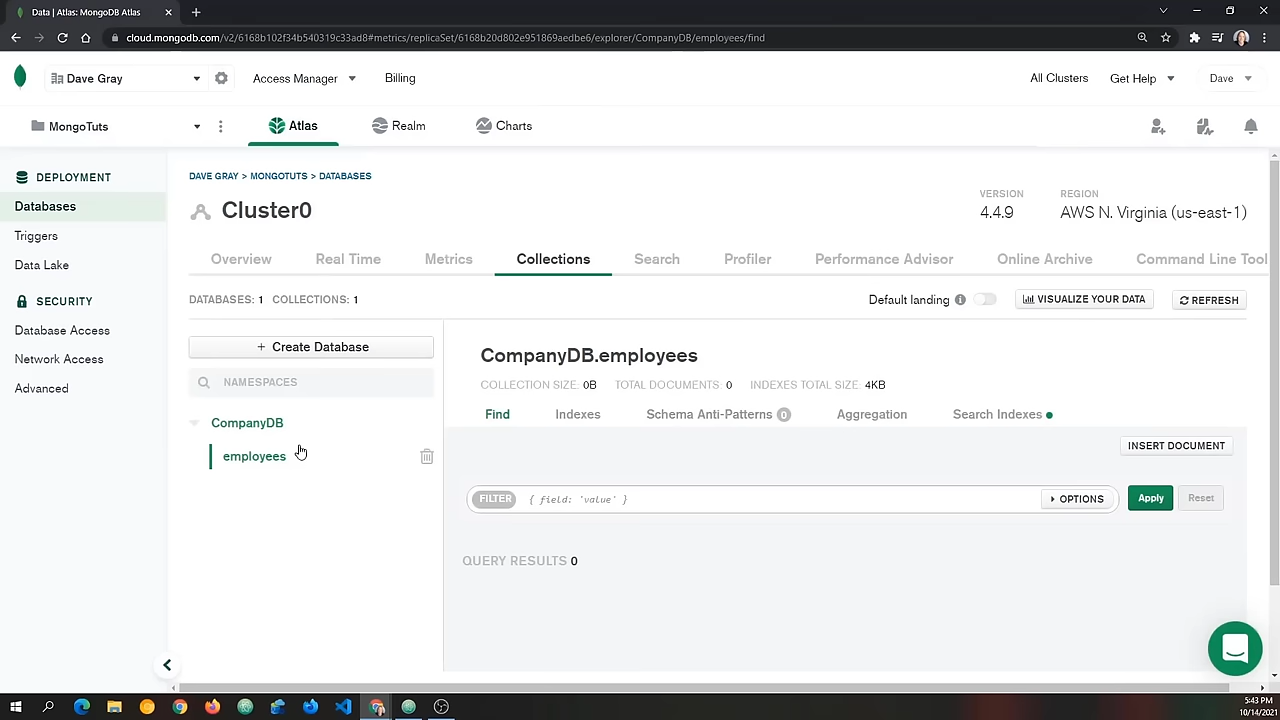 Data | Atlas: MongoDB Atlas
cloud.mongodb.com/v2/6168b102f34b540319c33ad8#metrics/replicaSet/6168b20d802e951869aedbe6/explorer/CompanyDB/employees/find
Dave Gray
Access Manager
Billing
All Clusters
Get Help
Dave
MongoTuts
Atlas
Realm
Charts
DEPLOYMENT
Databases
Triggers
Data Lake
SECURITY
Database Access
Network Access
Advanced
DAVE GRAY > MONGOTUTS > DATABASES
Cluster0
VERSION
4.4.9
REGION
AWS N. Virginia (us-east-1)
Overview
Real Time
Metrics
Collections
Search
Profiler
Performance Advisor
Online Archive
Command Line Tool
DATABASES: 1 COLLECTIONS: 1
Default landing
VISUALIZE YOUR DATA
REFRESH
+ Create Database
NAMESPACES
CompanyDB
employees
CompanyDB.employees
COLLECTION SIZE: 0B TOTAL DOCUMENTS: 0 INDEXES TOTAL SIZE: 4KB
Find
Indexes
Schema Anti-Patterns 0
Aggregation
Search Indexes
INSERT DOCUMENT
FILTER { field: 'value' }
OPTIONS
Apply
Reset
QUERY RESULTS 0
5:43 PM
10/14/2021